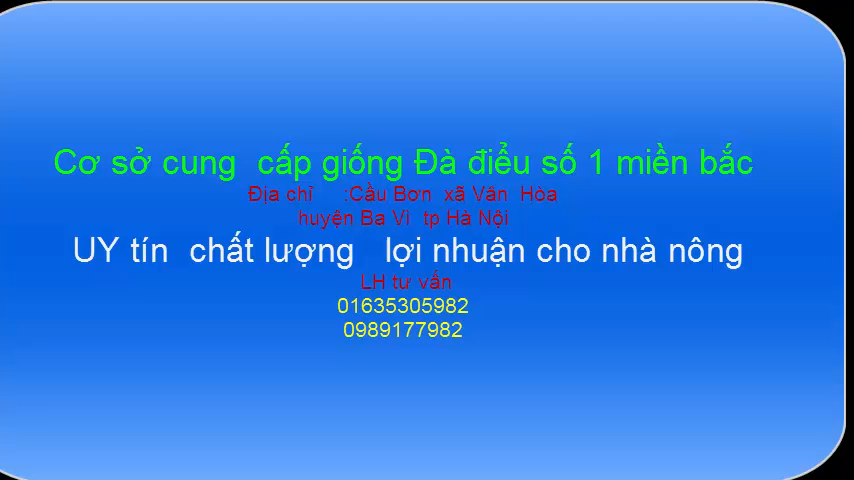 Cơ sở cung cấp giống Đà điểu số 1 miền bắc
Địa chỉ :Cầu Bơn xã Văn Hòa
huyện Ba Vì tp Hà Nội
UY tín chất lượng lợi nhuận cho nhà nông
LH tư vấn
01635305982
0989177982